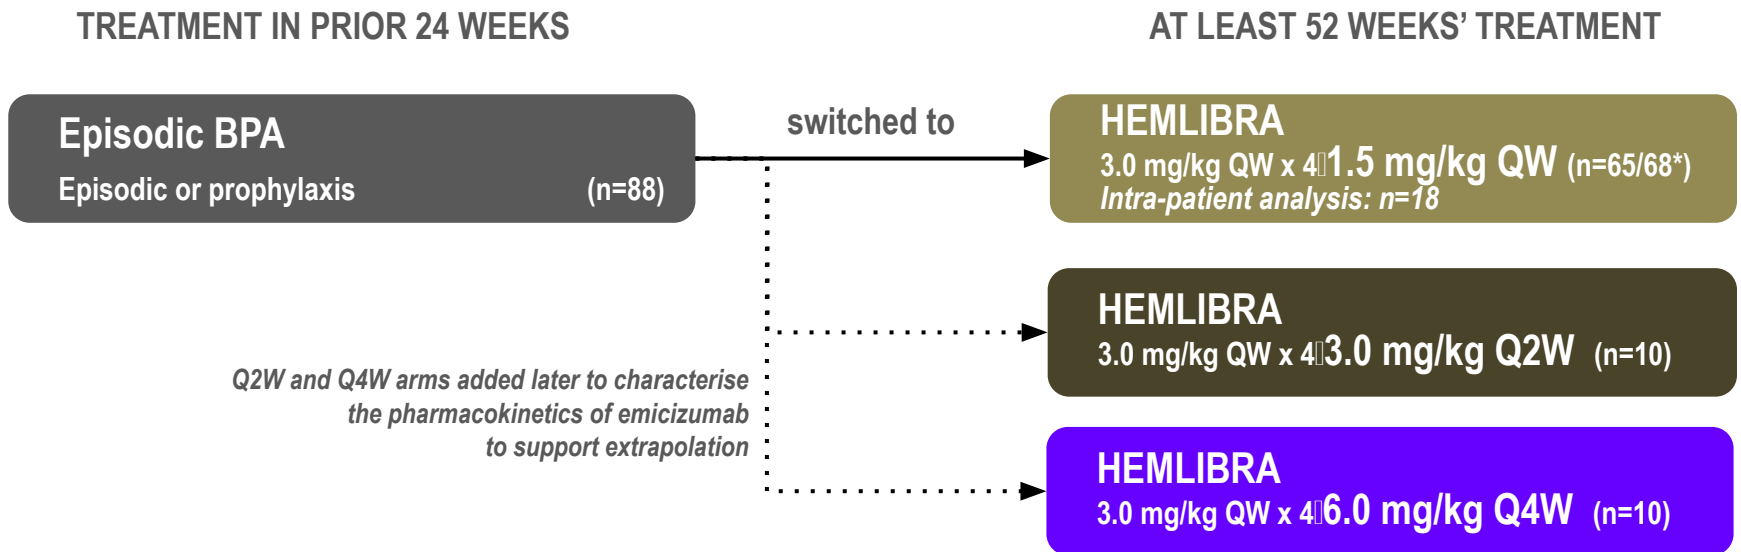 TREATMENT IN PRIOR 24 WEEKS
AT LEAST 52 WEEKS’ TREATMENT
Episodic BPA
Episodic or prophylaxis (n=88)
switched to
HEMLIBRA
3.0 mg/kg QW x 4▯1.5 mg/kg QW (n=65/68*)
Intra-patient analysis: n=18
HEMLIBRA
3.0 mg/kg QW x 4▯3.0 mg/kg Q2W (n=10)
Q2W and Q4W arms added later to characterise
the pharmacokinetics of emicizumab
to support extrapolation
HEMLIBRA
3.0 mg/kg QW x 4▯6.0 mg/kg Q4W (n=10)